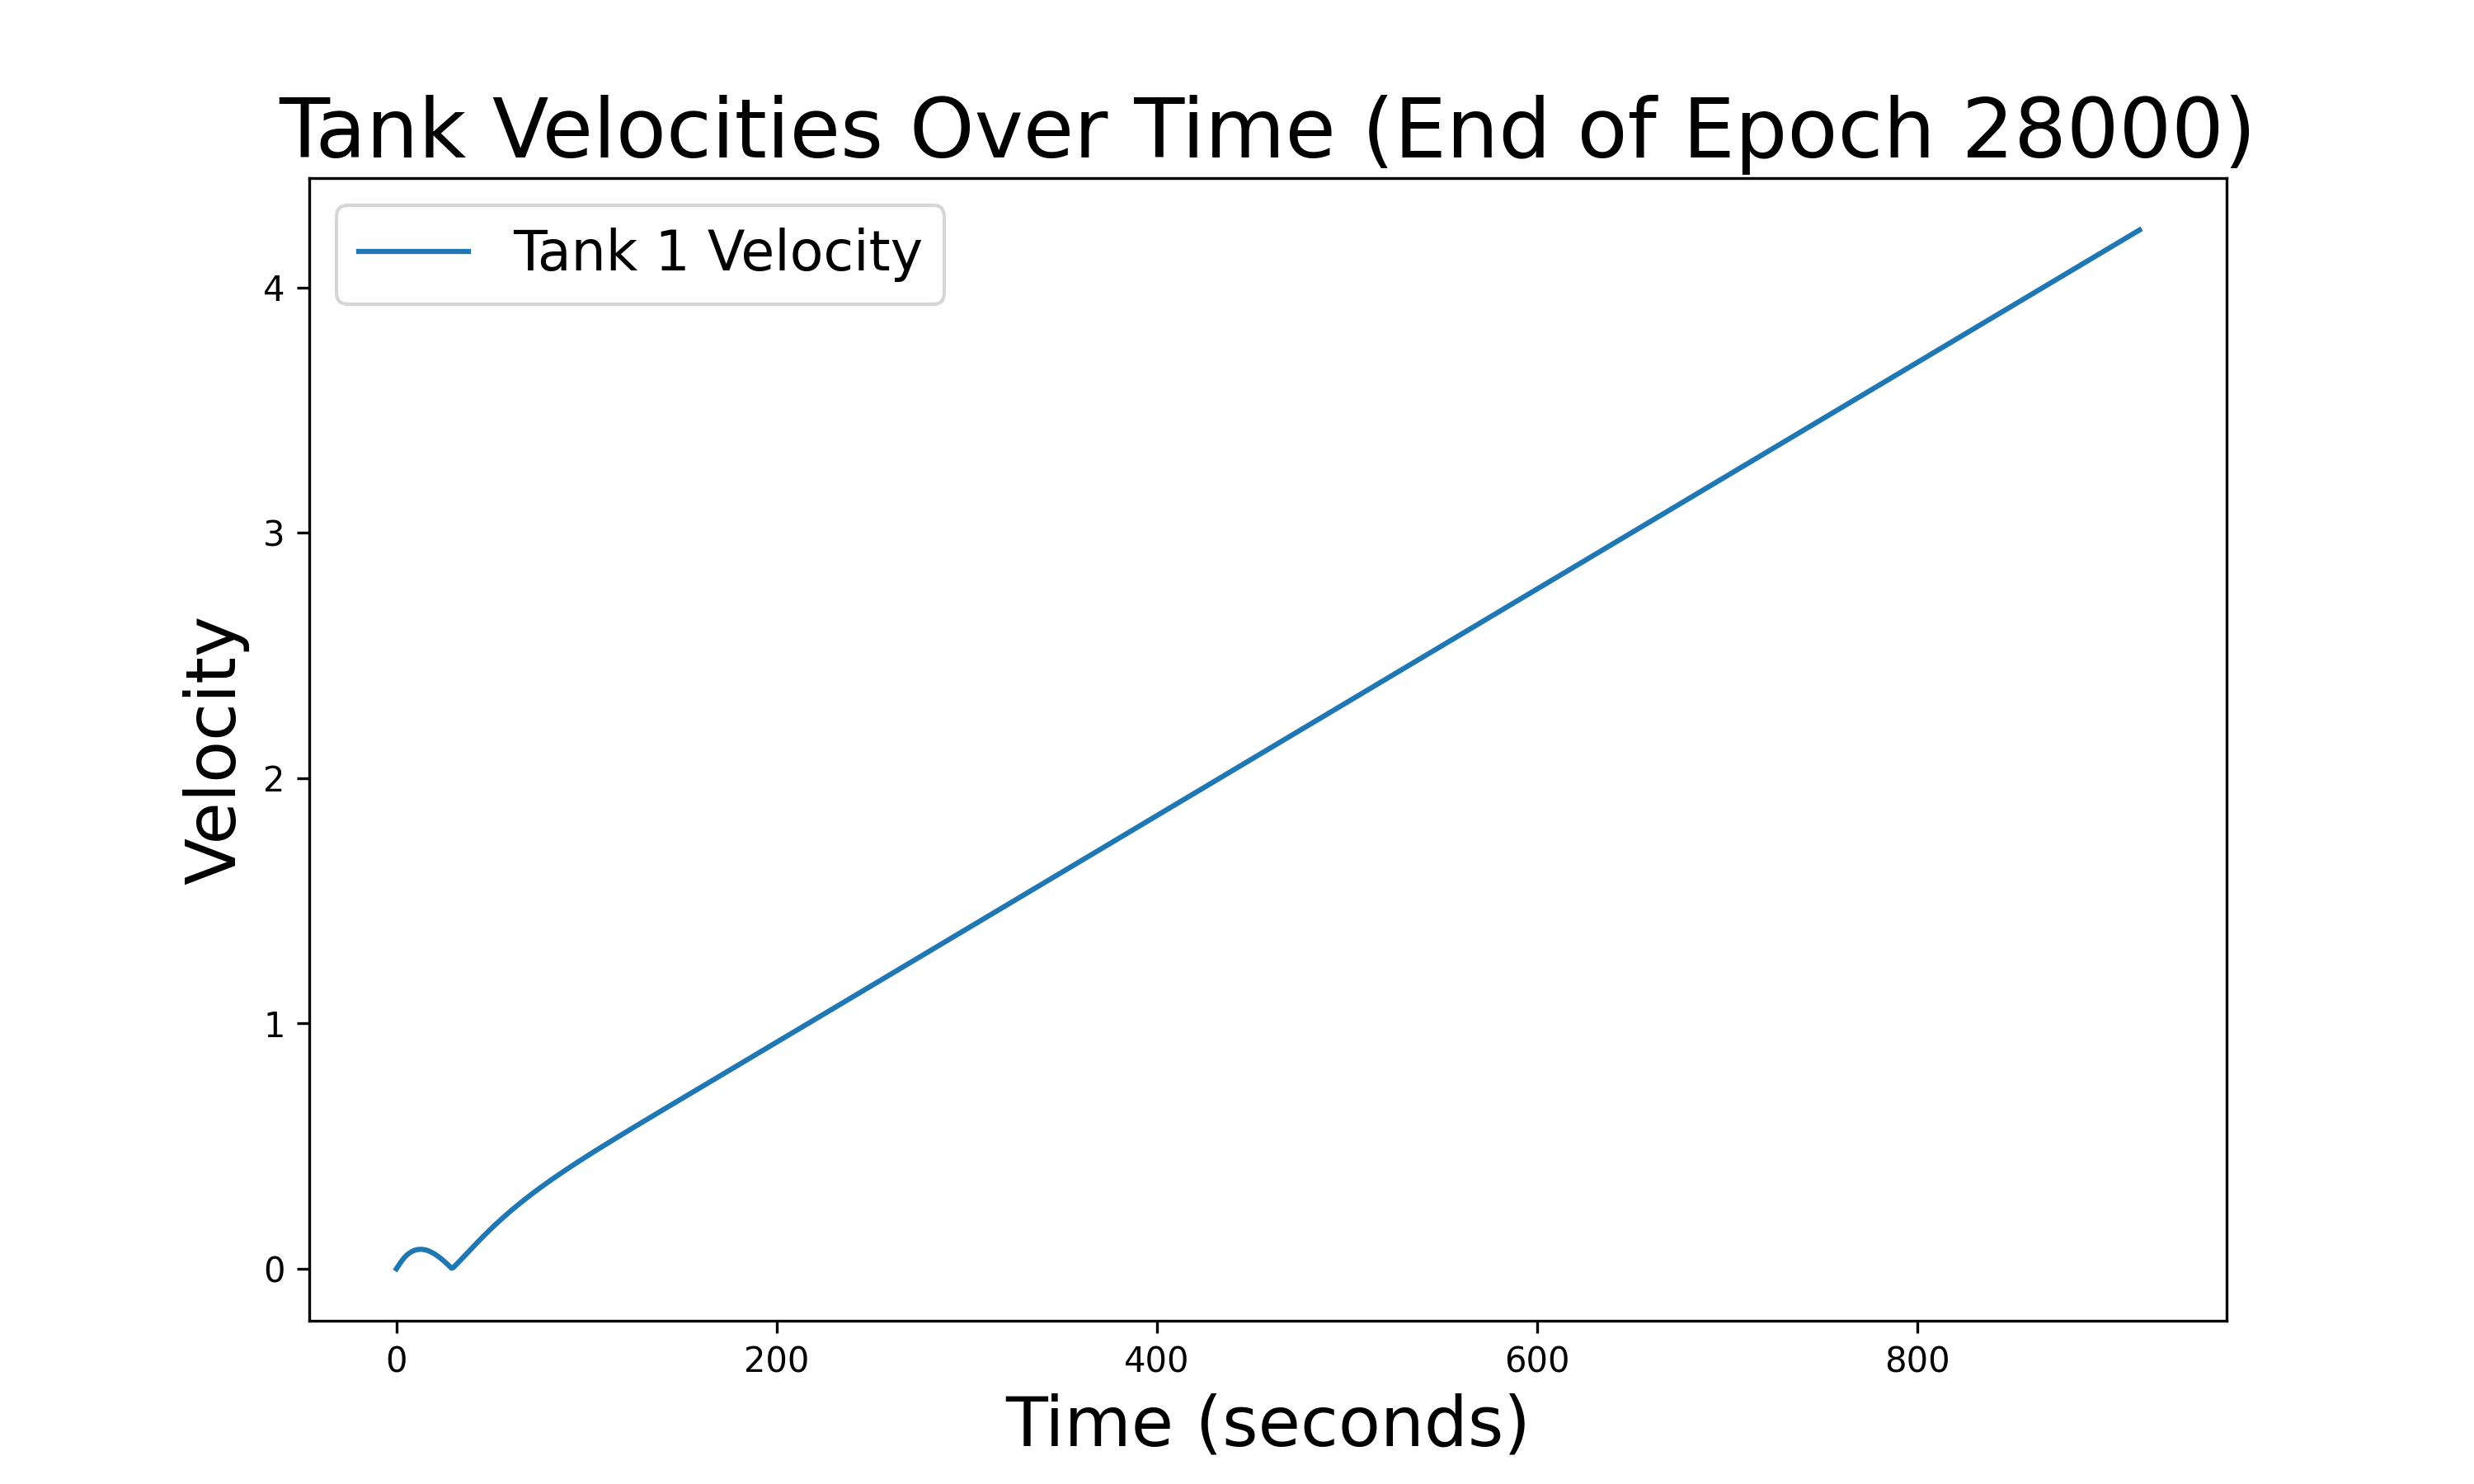 Tank Velocities Over Time (End of Epoch 28000)
Tank 1 Velocity
Velocity
4
3
2
1
0
0 200 400 600 800
Time (seconds)